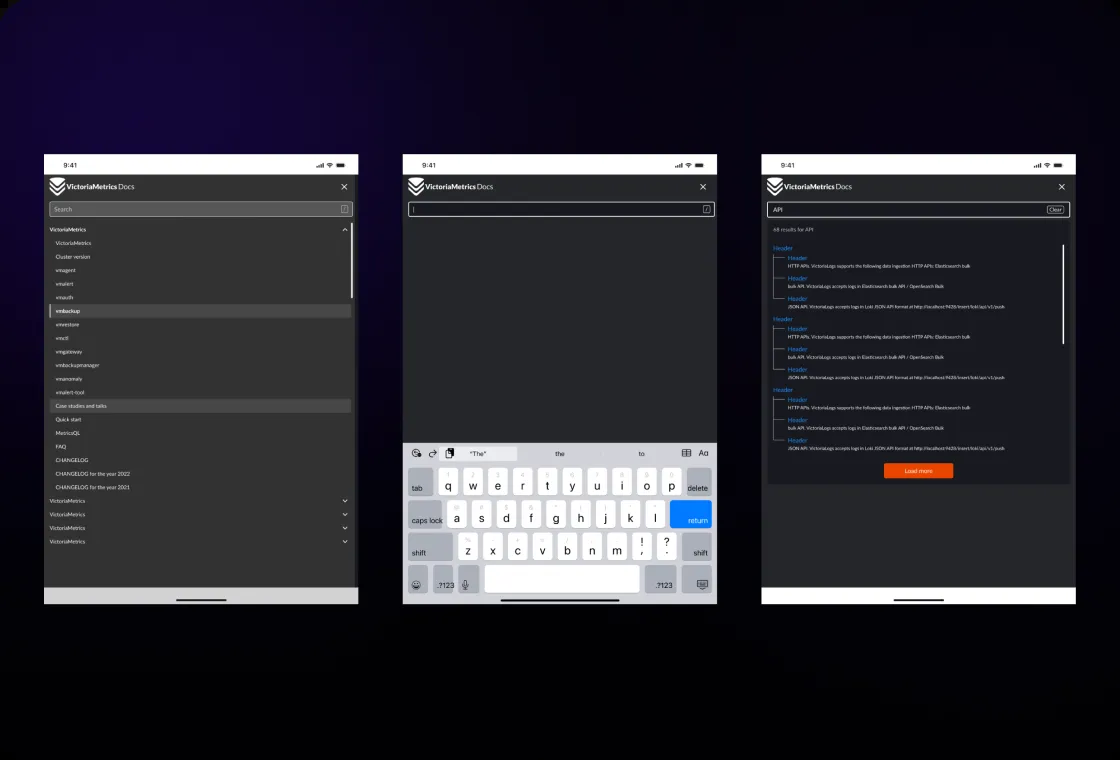 9:41
VictoriaMetrics Docs
Search
/
VictoriaMetrics
VictoriaMetrics
Cluster version
vmagent
vmalert
vmauth
vmbackup
vmrestore
vmctl
vmgateway
vmbackupmanager
vmanomaly
vmalert-tool
Case studies and talks
Quick start
MetricsQL
FAQ
CHANGELOG
CHANGELOG for the year 2022
CHANGELOG for the year 2021
VictoriaMetrics
VictoriaMetrics
VictoriaMetrics
VictoriaMetrics
9:41
VictoriaMetrics Docs
/
"The" the to Aa
tab q w e r t y u i o p delete
caps lock a s d f g h j k l return
shift z x c v b n m ! , ? . shift
.?123 .?123
9:41
VictoriaMetrics Docs
API Clear
68 results for API
Header
Header
HTTP APIs. VictoriaLogs supports the following data ingestion HTTP APIs: Elasticsearch bulk
Header
bulk API. VictoriaLogs accepts logs in Elasticsearch bulk API / OpenSearch Bulk
Header
JSON API. VictoriaLogs accepts logs in Loki JSON API format at http://localhost:9428/insert/loki/api/v1/push
Header
Header
HTTP APIs. VictoriaLogs supports the following data ingestion HTTP APIs: Elasticsearch bulk
Header
bulk API. VictoriaLogs accepts logs in Elasticsearch bulk API / OpenSearch Bulk
Header
JSON API. VictoriaLogs accepts logs in Loki JSON API format at http://localhost:9428/insert/loki/api/v1/push
Header
Header
HTTP APIs. VictoriaLogs supports the following data ingestion HTTP APIs: Elasticsearch bulk
Header
bulk API. VictoriaLogs accepts logs in Elasticsearch bulk API / OpenSearch Bulk
Header
JSON API. VictoriaLogs accepts logs in Loki JSON API format at http://localhost:9428/insert/loki/api/v1/push
Load more